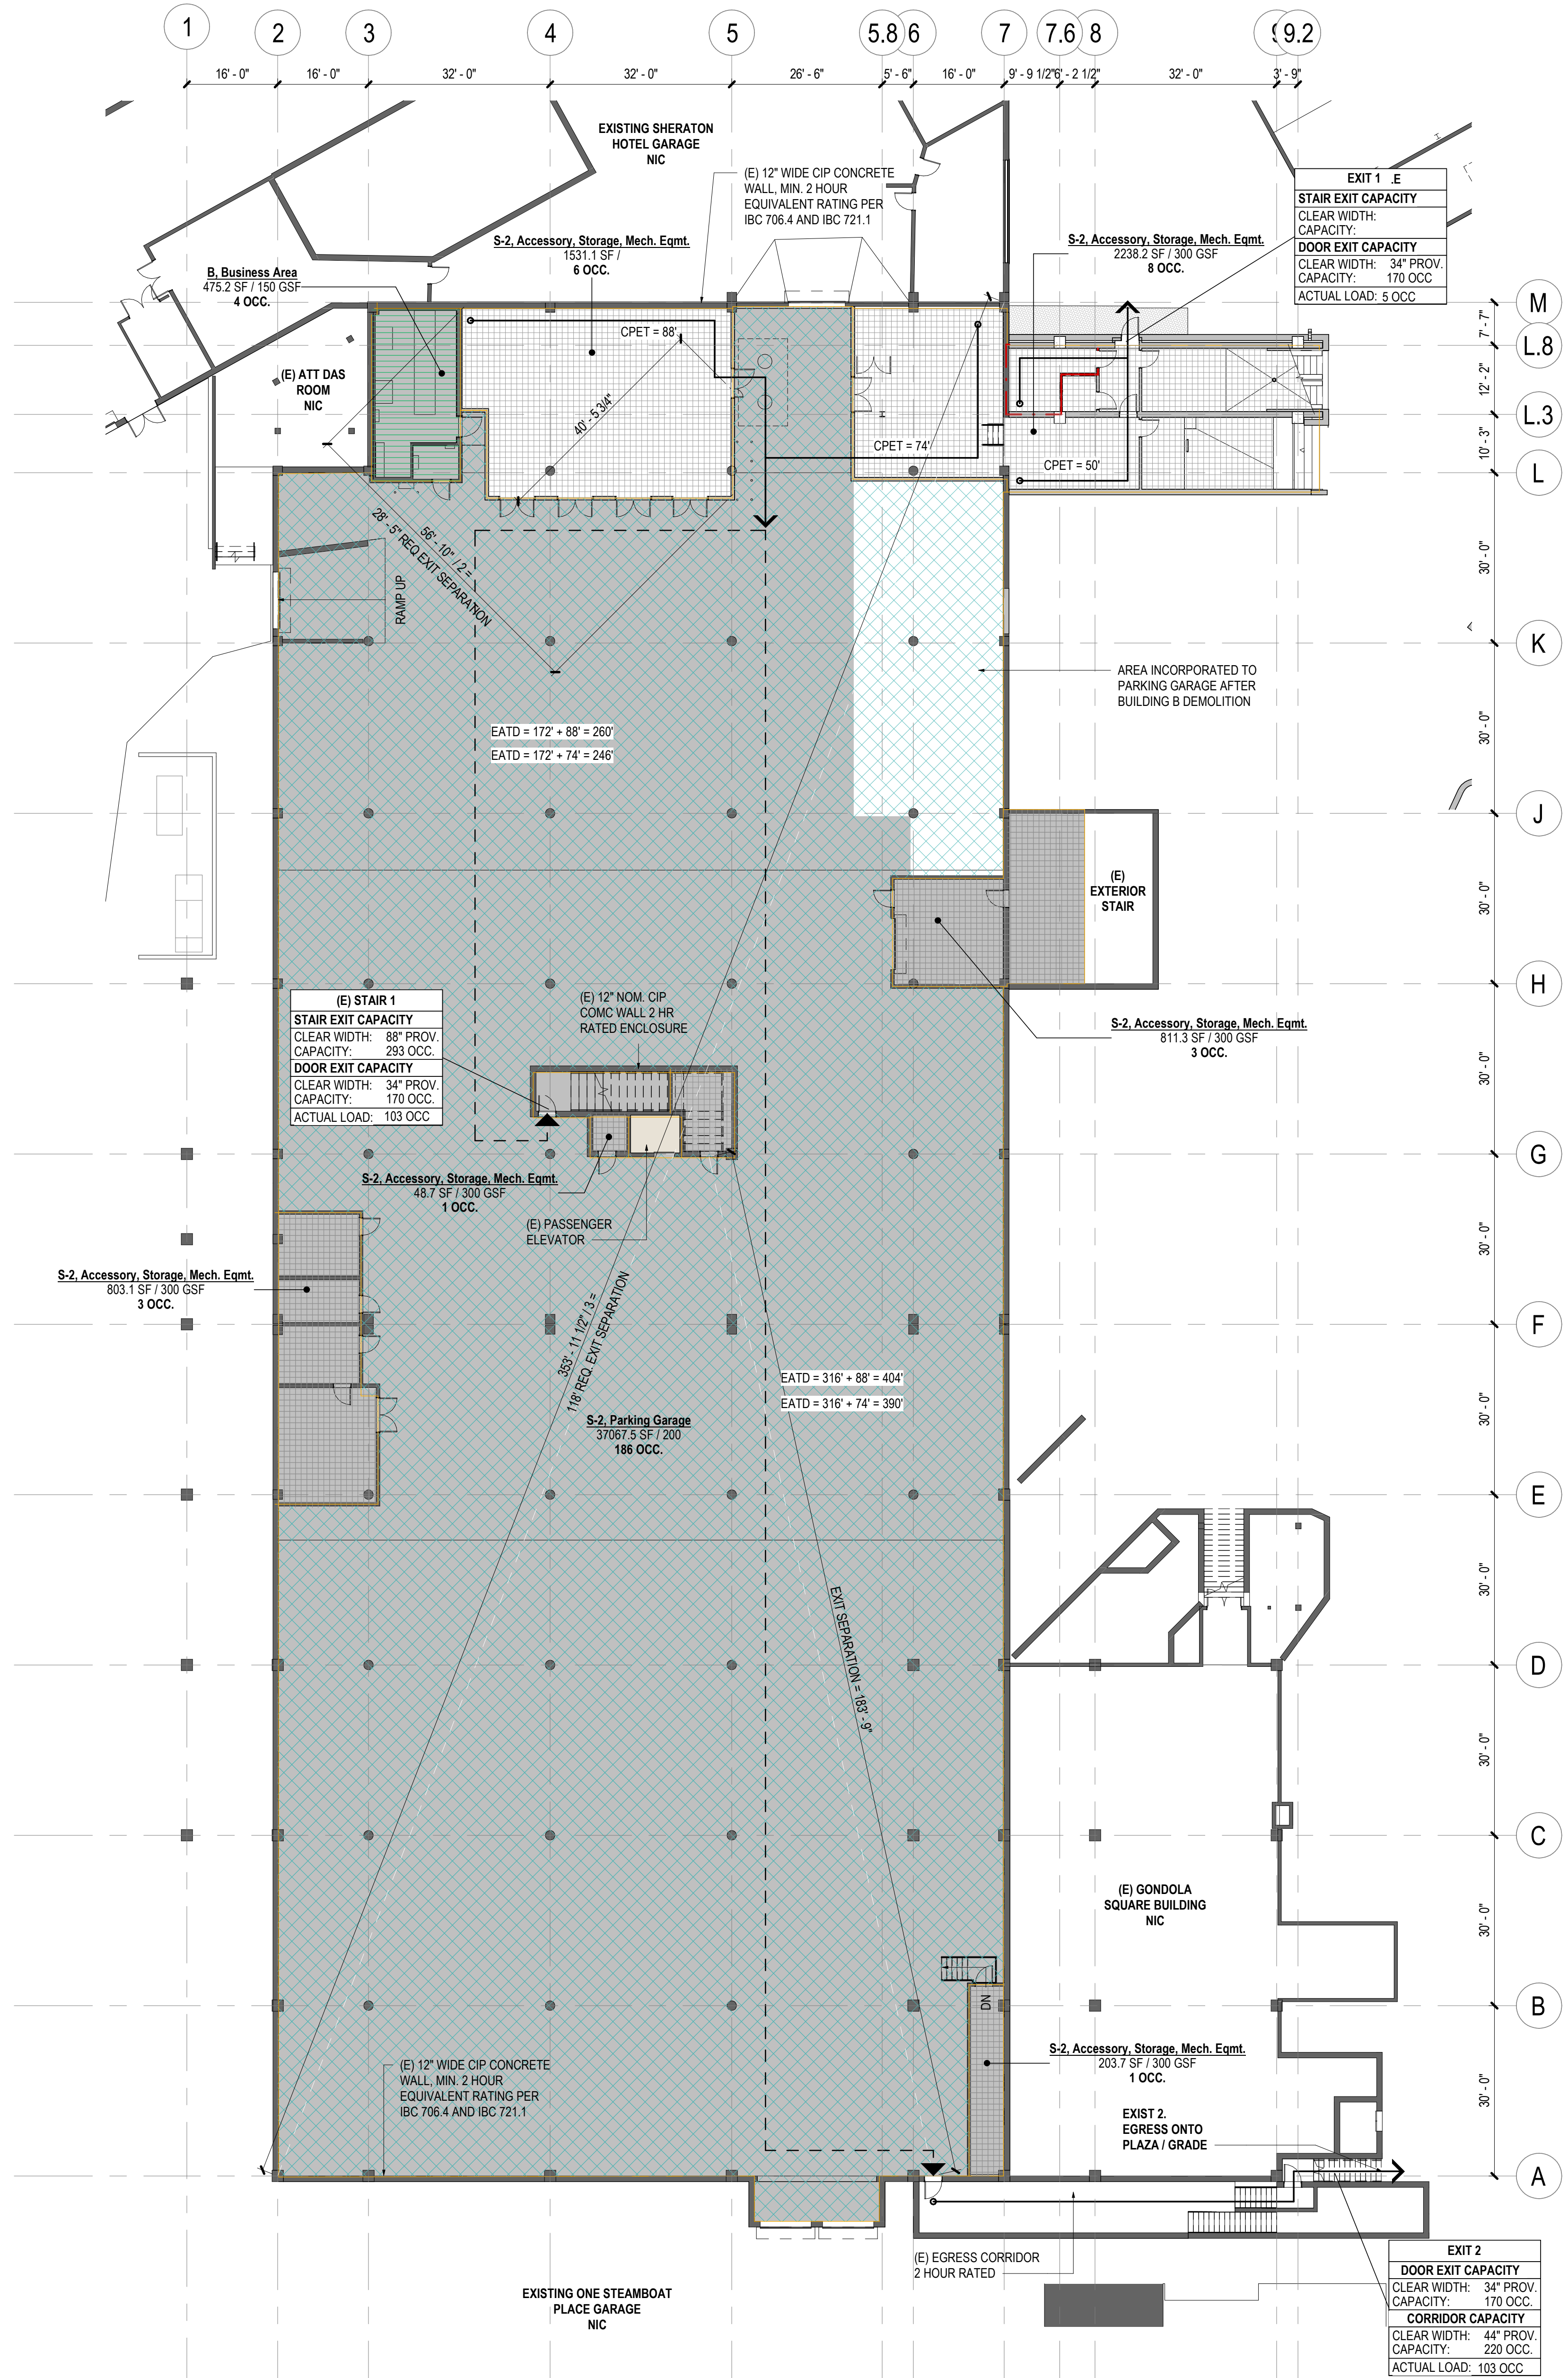 1
2
3
4
5
5.8
6
7
7.6
8
9
9.2
16' - 0"
16' - 0"
32' - 0"
32' - 0"
26' - 6"
5' - 6"
16' - 0"
9' - 9 1/2"
6' - 2 1/2"
32' - 0"
3' - 9"
EXISTING SHERATON
HOTEL GARAGE
NIC
(E) 12" WIDE CIP CONCRETE
WALL, MIN. 2 HOUR
EQUIVALENT RATING PER
IBC 706.4 AND IBC 721.1
EXIT 1 .E
STAIR EXIT CAPACITY
CLEAR WIDTH:
CAPACITY:
DOOR EXIT CAPACITY
CLEAR WIDTH: 34" PROV.
CAPACITY: 170 OCC
ACTUAL LOAD: 5 OCC
S-2, Accessory, Storage, Mech. Eqmt.
1531.1 SF /
6 OCC.
S-2, Accessory, Storage, Mech. Eqmt.
2238.2 SF / 300 GSF
8 OCC.
B, Business Area
475.2 SF / 150 GSF
4 OCC.
M
7' - 7"
L.8
12' - 2"
L.3
10' - 3"
L
CPET = 88'
(E) ATT DAS
ROOM
NIC
40' - 5 3/4"
CPET = 74'
CPET = 50'
56' - 10" / 2 =
28' - 5" REQ EXIT SEPARATION
RAMP UP
30' - 0"
K
AREA INCORPORATED TO
PARKING GARAGE AFTER
BUILDING B DEMOLITION
EATD = 172' + 88' = 260'
EATD = 172' + 74' = 246'
30' - 0"
J
(E)
EXTERIOR
STAIR
30' - 0"
H
(E) STAIR 1
STAIR EXIT CAPACITY
CLEAR WIDTH: 88" PROV.
CAPACITY: 293 OCC.
DOOR EXIT CAPACITY
CLEAR WIDTH: 34" PROV.
CAPACITY: 170 OCC.
ACTUAL LOAD: 103 OCC
(E) 12" NOM. CIP
COMC WALL 2 HR
RATED ENCLOSURE
S-2, Accessory, Storage, Mech. Eqmt.
811.3 SF / 300 GSF
3 OCC.
30' - 0"
G
S-2, Accessory, Storage, Mech. Eqmt.
48.7 SF / 300 GSF
1 OCC.
(E) PASSENGER
ELEVATOR
30' - 0"
S-2, Accessory, Storage, Mech. Eqmt.
803.1 SF / 300 GSF
3 OCC.
F
353' - 11 1/2" / 3 =
118' REQ. EXIT SEPARATION
EATD = 316' + 88' = 404'
EATD = 316' + 74' = 390'
S-2, Parking Garage
37067.5 SF / 200
186 OCC.
30' - 0"
E
30' - 0"
EXIT SEPARATION = 183' - 9"
D
30' - 0"
C
(E) GONDOLA
SQUARE BUILDING
NIC
30' - 0"
DN
B
S-2, Accessory, Storage, Mech. Eqmt.
203.7 SF / 300 GSF
1 OCC.
30' - 0"
(E) 12" WIDE CIP CONCRETE
WALL, MIN. 2 HOUR
EQUIVALENT RATING PER
IBC 706.4 AND IBC 721.1
EXIST 2.
EGRESS ONTO
PLAZA / GRADE
A
(E) EGRESS CORRIDOR
2 HOUR RATED
EXISTING ONE STEAMBOAT
PLACE GARAGE
NIC
EXIT 2
DOOR EXIT CAPACITY
CLEAR WIDTH: 34" PROV.
CAPACITY: 170 OCC.
CORRIDOR CAPACITY
CLEAR WIDTH: 44" PROV.
CAPACITY: 220 OCC.
ACTUAL LOAD: 103 OCC